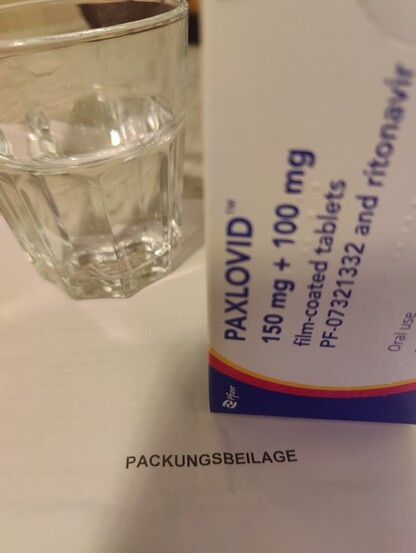 PAXLOVID™
150 mg + 100 mg
film-coated tablets
PF-07321332 and ritonavir
Oral use
Pfizer
PACKUNGSBEILAGE